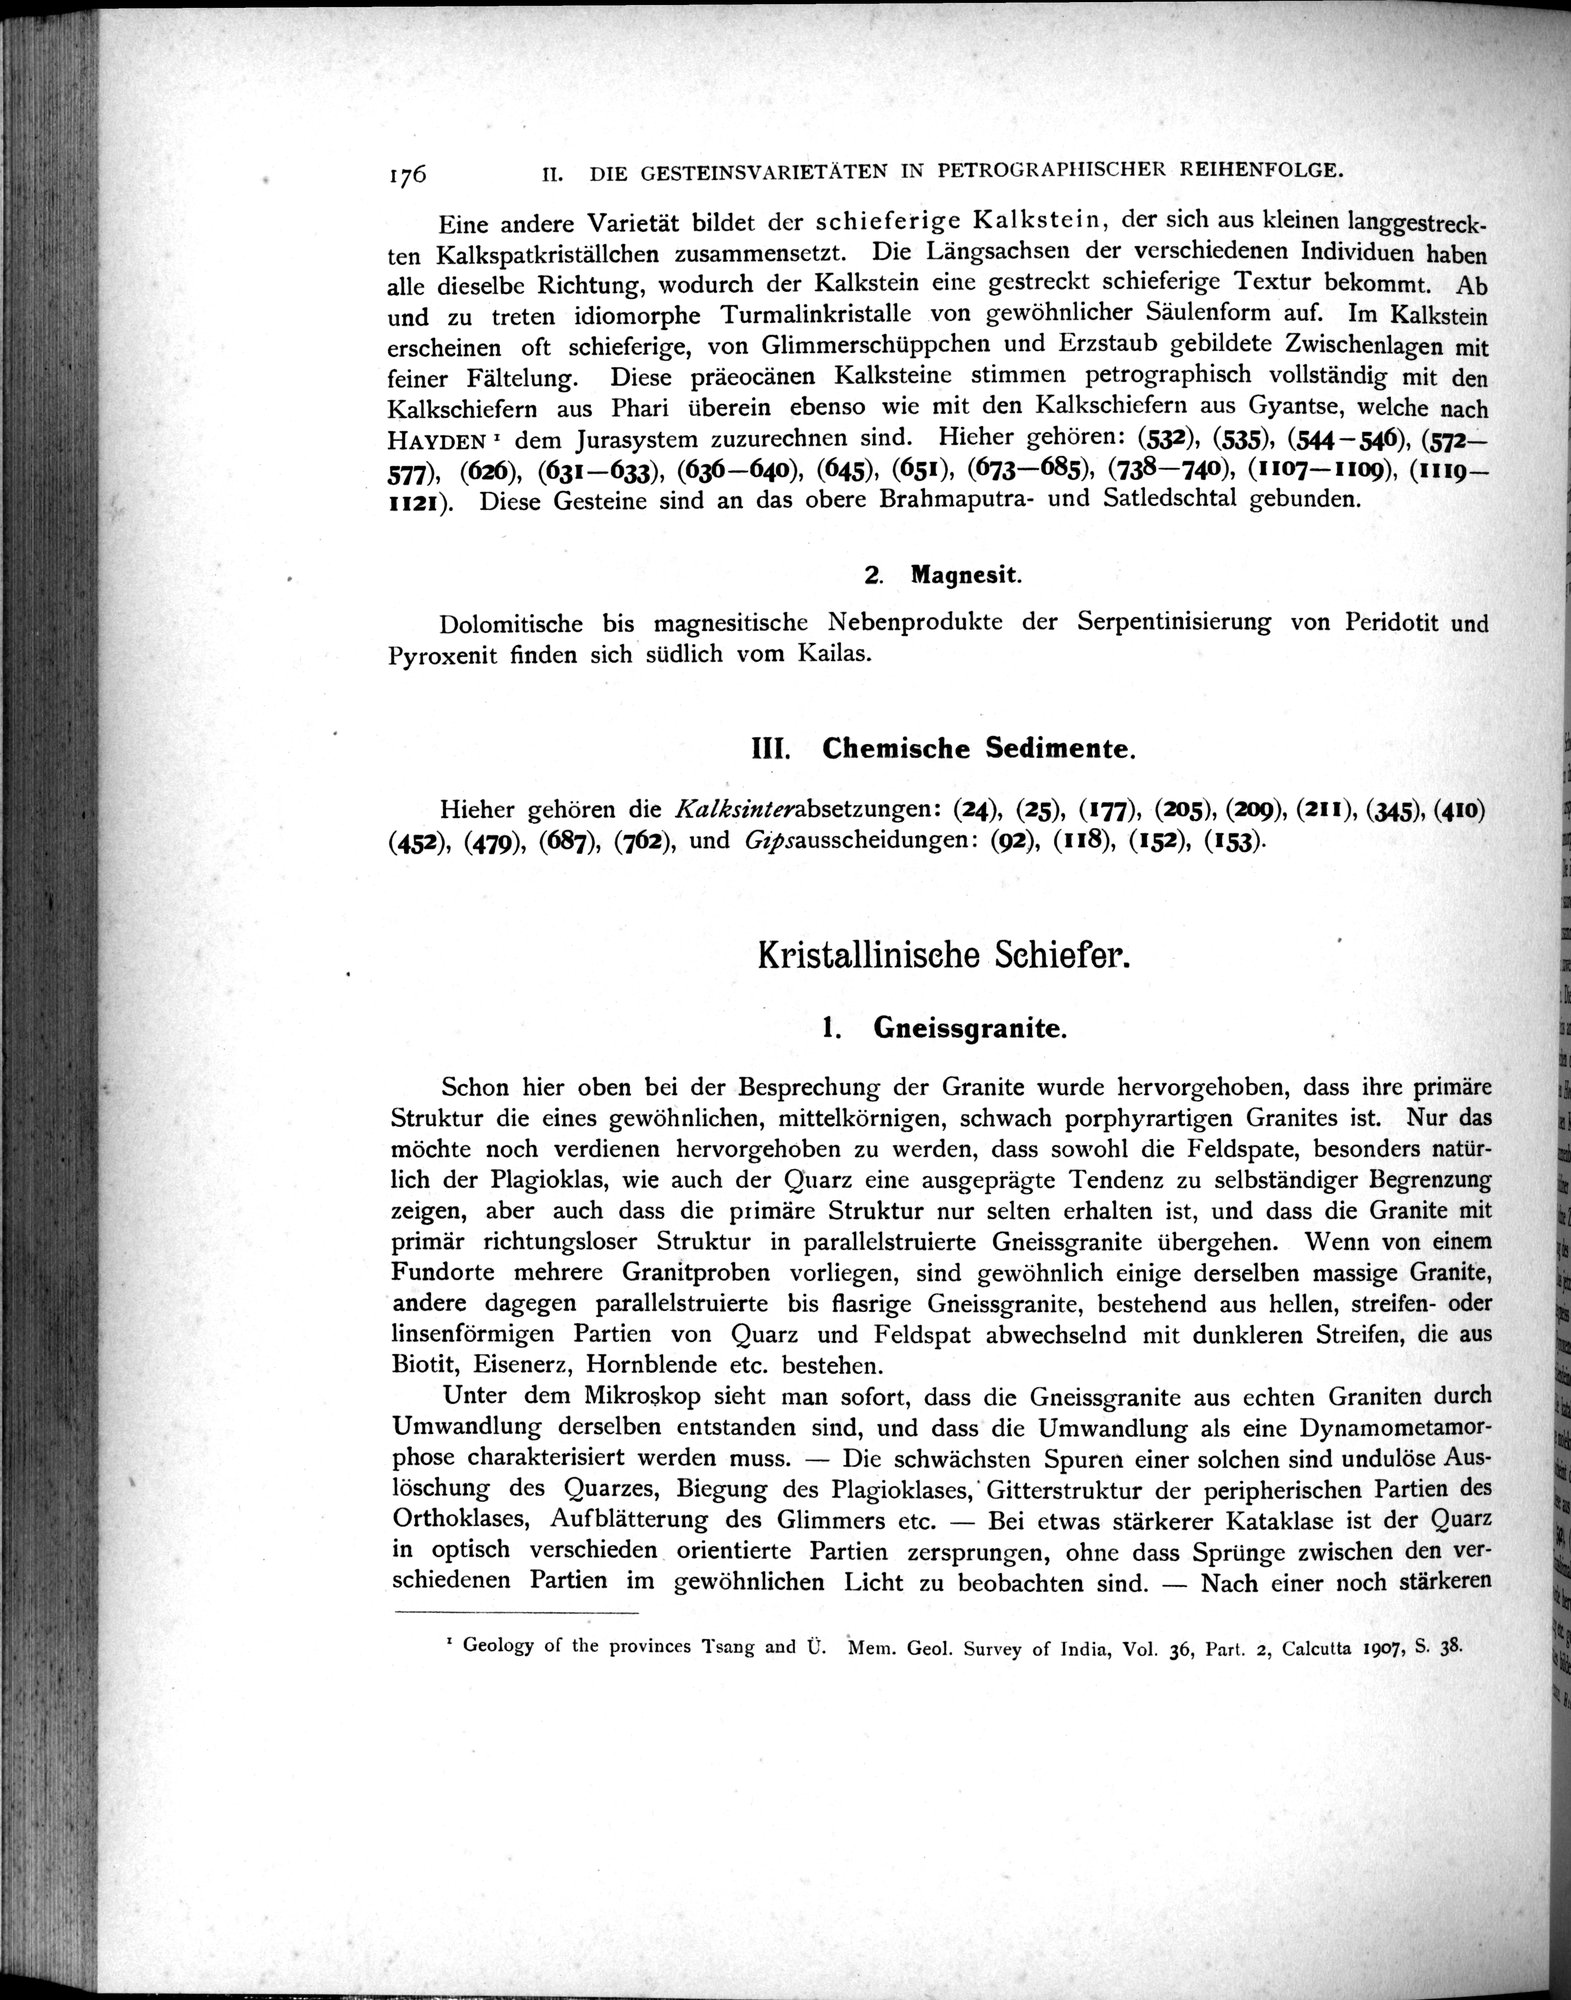 176 II. DIE GESTEINSVARIETÄTEN IN PETROGRAPHISCHER REIHENFOLGE.
Eine andere Varietät bildet der schieferige Kalkstein, der sich aus kleinen langgestreck-
ten Kalkspatkriställchen zusammensetzt. Die Längsachsen der verschiedenen Individuen haben
alle dieselbe Richtung, wodurch der Kalkstein eine gestreckt schieferige Textur bekommt. Ab
und zu treten idiomorphe Turmalinkristalle von gewöhnlicher Säulenform auf. Im Kalkstein
erscheinen oft schieferige, von Glimmerschüppchen und Erzstaub gebildete Zwischenlagen mit
feiner Fältelung. Diese präeocänen Kalksteine stimmen petrographisch vollständig mit den
Kalkschiefern aus Phari überein ebenso wie mit den Kalkschiefern aus Gyantse, welche nach
HAYDEN ¹ dem Jurasystem zuzurechnen sind. Hieher gehören: (532), (535), (544—546), (572—
577), (626), (631—633), (636—640), (645), (651), (673—685), (738—740), (1107—1109), (1119—
1121). Diese Gesteine sind an das obere Brahmaputra- und Satledschtal gebunden.
2. Magnesit.
Dolomitische bis magnesitische Nebenprodukte der Serpentinisierung von Peridotit und
Pyroxenit finden sich südlich vom Kailas.
III. Chemische Sedimente.
Hieher gehören die Kalksinterabsetzungen: (24), (25), (177), (205), (209), (211), (345), (410)
(452), (479), (687), (762), und Gipsausscheidungen: (92), (118), (152), (153).
Kristallinische Schiefer.
1. Gneissgranite.
Schon hier oben bei der Besprechung der Granite wurde hervorgehoben, dass ihre primäre
Struktur die eines gewöhnlichen, mittelkörnigen, schwach porphyrartigen Granites ist. Nur das
möchte noch verdienen hervorgehoben zu werden, dass sowohl die Feldspate, besonders natür-
lich der Plagioklas, wie auch der Quarz eine ausgeprägte Tendenz zu selbständiger Begrenzung
zeigen, aber auch dass die primäre Struktur nur selten erhalten ist, und dass die Granite mit
primär richtungsloser Struktur in parallelstruierte Gneissgranite übergehen. Wenn von einem
Fundorte mehrere Granitproben vorliegen, sind gewöhnlich einige derselben massige Granite,
andere dagegen parallelstruierte bis flasrige Gneissgranite, bestehend aus hellen, streifen- oder
linsenförmigen Partien von Quarz und Feldspat abwechselnd mit dunkleren Streifen, die aus
Biotit, Eisenerz, Hornblende etc. bestehen.
Unter dem Mikroskop sieht man sofort, dass die Gneissgranite aus echten Graniten durch
Umwandlung derselben entstanden sind, und dass die Umwandlung als eine Dynamometamor-
phose charakterisiert werden muss. — Die schwächsten Spuren einer solchen sind undulöse Aus-
löschung des Quarzes, Biegung des Plagioklases, Gitterstruktur der peripherischen Partien des
Orthoklases, Aufblätterung des Glimmers etc. — Bei etwas stärkerer Kataklase ist der Quarz
in optisch verschieden orientierte Partien zersprungen, ohne dass Sprünge zwischen den ver-
schiedenen Partien im gewöhnlichen Licht zu beobachten sind. — Nach einer noch stärkeren
¹ Geology of the provinces Tsang and Ü. Mem. Geol. Survey of India, Vol. 36, Part. 2, Calcutta 1907, S. 38.